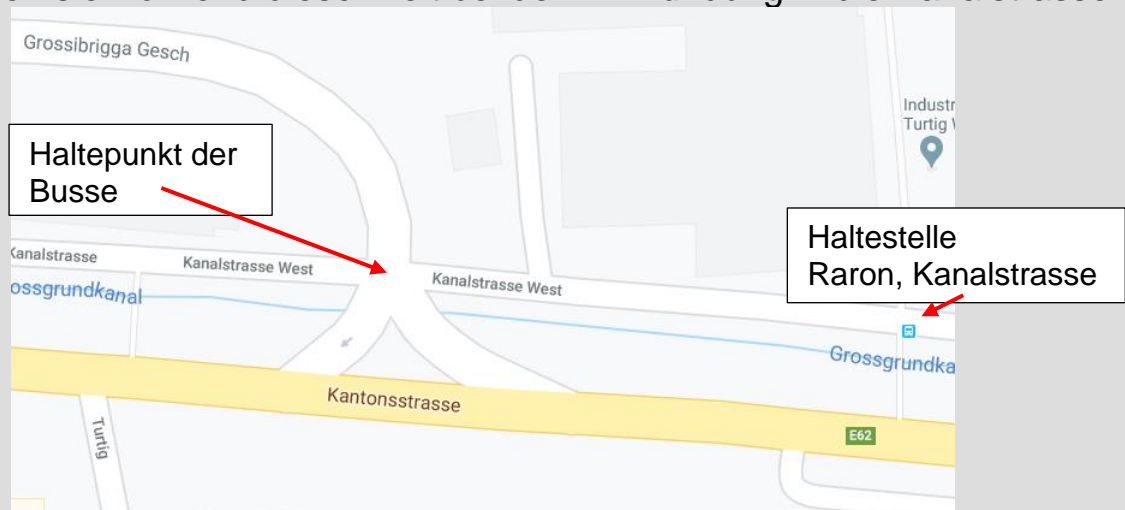 Grossibrigga Gesch
Haltepunkt der
Busse
Industr
Turtig
Haltestelle
Raron, Kanalstrasse
Kanalstrasse
Kanalstrasse West
Kanalstrasse West
ossgrundkanal
Grossgrundka
Kantonsstrasse
E62
Turtig